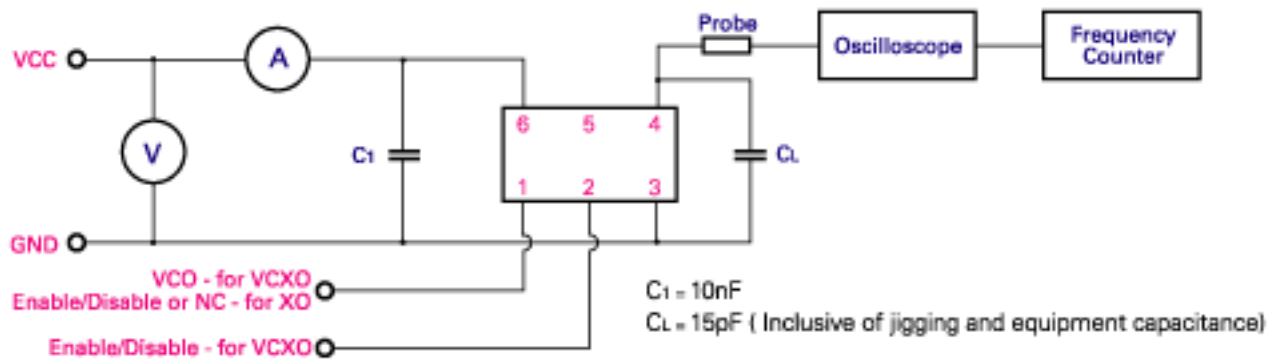 Probe
Oscilloscope
Frequency
Counter
VCC
A
V
C1
6 5 4
1 2 3
CL
GND
VCO - for VCXO
Enable/Disable or NC - for XO
Enable/Disable - for VCXO
C1 = 10nF
CL = 15pF ( Inclusive of jigging and equipment capacitance)